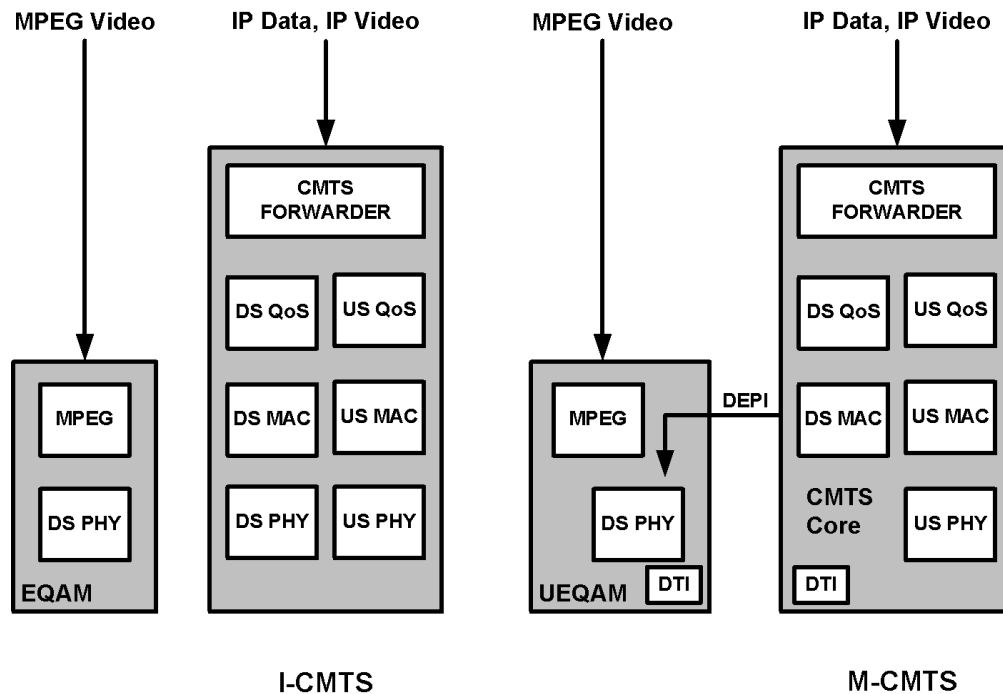 MPEG Video
IP Data, IP Video
MPEG Video
IP Data, IP Video
CMTS
FORWARDER
DS QoS
US QoS
DS MAC
US MAC
DS PHY
US PHY
MPEG
DS PHY
EQAM
I-CMTS
MPEG
DS PHY
UEQAM
DTI
DEPI
CMTS
FORWARDER
DS QoS
US QoS
DS MAC
US MAC
CMTS
Core
US PHY
DTI
M-CMTS